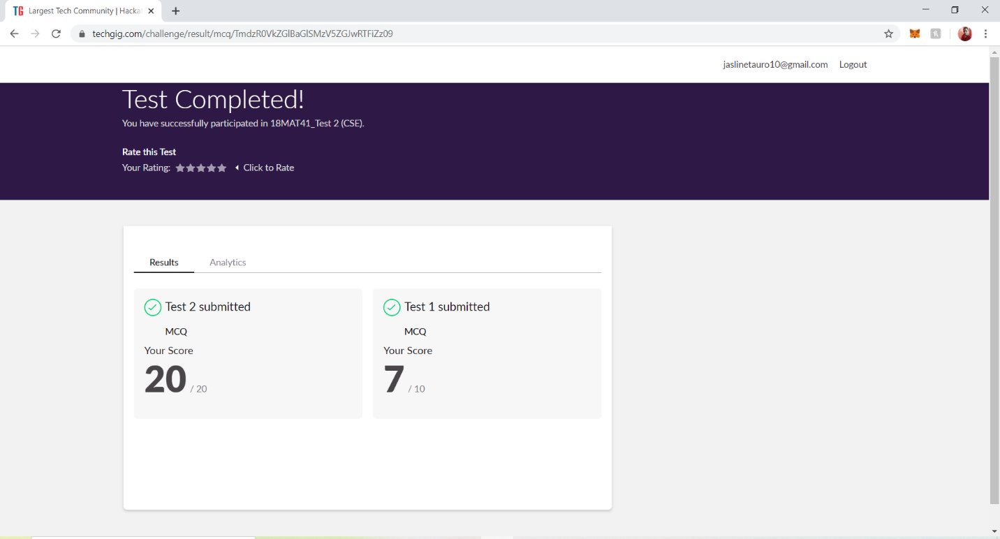 TG Largest Tech Community | Hacka
techgig.com/challenge/result/mcq/TmdzR0VkZGlBaGlSMzV5ZGJwRTFiZz09
jaslinetauro10@gmail.com Logout
Test Completed!
You have successfully participated in 18MAT41_Test 2 (CSE).
Rate this Test
Your Rating: Click to Rate
Results Analytics
Test 2 submitted
MCQ
Your Score
20 / 20
Test 1 submitted
MCQ
Your Score
7 / 10